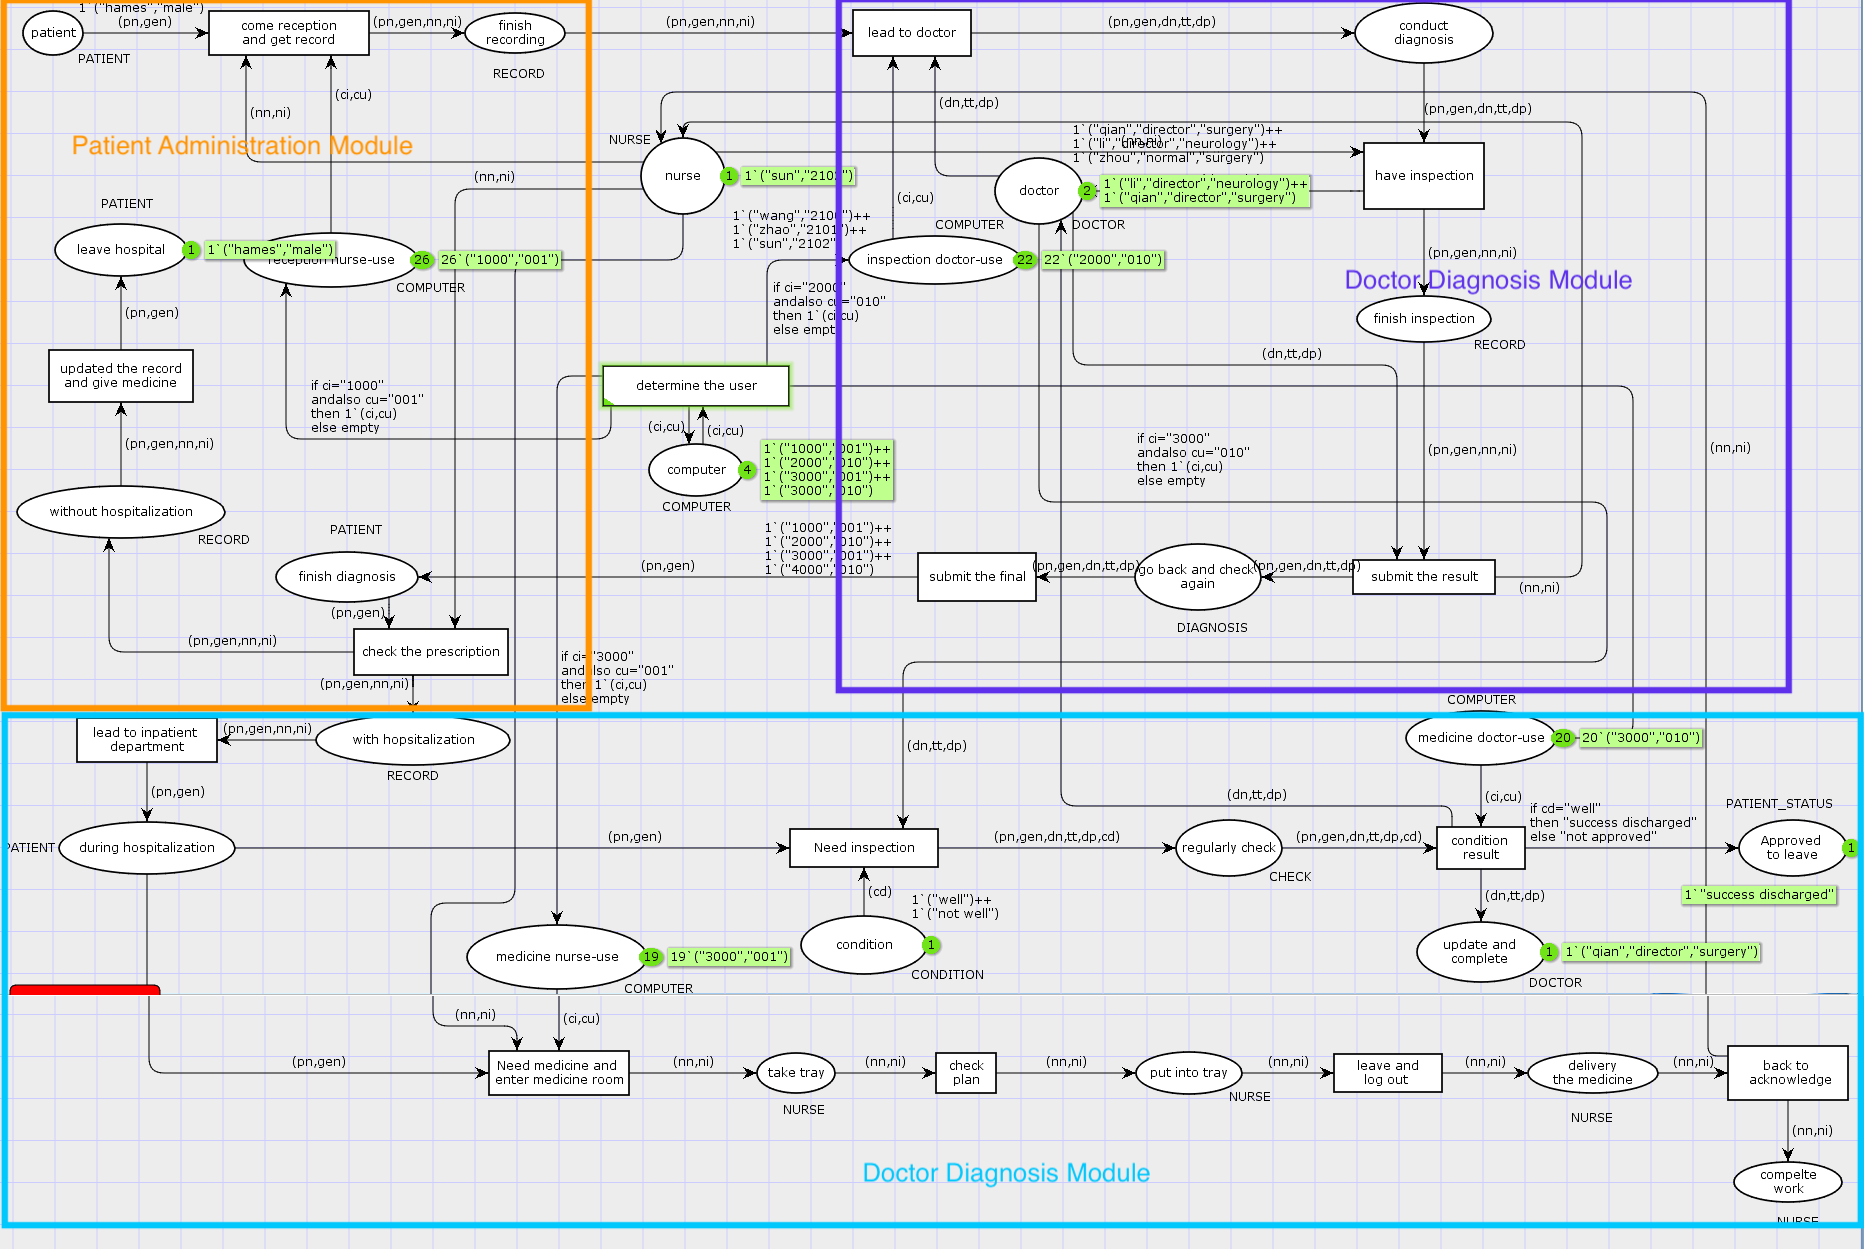 1`("hames","male")
(pn,gen)
patient
PATIENT
come reception
and get record
(pn,gen,nn,ni)
finish
recording
RECORD
(pn,gen,nn,ni)
lead to doctor
(pn,gen,dn,tt,dp)
conduct
diagnosis
(ci,cu)
(nn,ni)
Patient Administration Module
(dn,tt,dp)
(pn,gen,dn,tt,dp)
NURSE
nurse
1
1`("sun","2102")
1`("wang","2100")++
1`("zhao","2101")++
1`("sun","2102")
(nn,ni)
1`("qian","director","surgery")++
1`("li","director","neurology")++
1`("zhou","normal","surgery")
(nn,ni)
doctor
2
1`("li","director","neurology")++
1`("qian","director","surgery")
DOCTOR
have inspection
(ci,cu)
COMPUTER
inspection doctor-use
22
22`("2000","010")
PATIENT
leave hospital
1
1`("hames","male")
reception nurse-use
26
26`("1000","001")
COMPUTER
(pn,gen,nn,ni)
Doctor Diagnosis Module
finish inspection
RECORD
(pn,gen)
if ci="2000"
andalso cu="010"
then 1`(ci,cu)
else empty
(dn,tt,dp)
updated the record
and give medicine
if ci="1000"
andalso cu="001"
then 1`(ci,cu)
else empty
determine the user
(ci,cu)
(ci,cu)
computer
4
1`("1000","001")++
1`("2000","010")++
1`("3000","001")++
1`("3000","010")
COMPUTER
1`("1000","001")++
1`("2000","010")++
1`("3000","001")++
1`("4000","010")
if ci="3000"
andalso cu="010"
then 1`(ci,cu)
else empty
(pn,gen,nn,ni)
(nn,ni)
(pn,gen,nn,ni)
without hospitalization
RECORD
PATIENT
finish diagnosis
(pn,gen)
submit the final
(pn,gen,dn,tt,dp)
go back and check
again
DIAGNOSIS
(pn,gen,dn,tt,dp)
submit the result
(nn,ni)
(pn,gen)
(pn,gen,nn,ni)
check the prescription
(pn,gen,nn,ni)
if ci="3000"
andalso cu="001"
then 1`(ci,cu)
else empty
lead to inpatient
department
(pn,gen,nn,ni)
with hopsitalization
RECORD
(dn,tt,dp)
COMPUTER
medicine doctor-use
20
20`("3000","010")
(pn,gen)
(dn,tt,dp)
(ci,cu)
if cd="well"
then "success discharged"
else "not approved"
PATIENT_STATUS
PATIENT
during hospitalization
(pn,gen)
Need inspection
(pn,gen,dn,tt,dp,cd)
regularly check
CHECK
(pn,gen,dn,tt,dp,cd)
condition
result
Approved
to leave
1
1`"success discharged"
(cd)
1`("well")++
1`("not well")
(dn,tt,dp)
condition
1
CONDITION
medicine nurse-use
19
19`("3000","001")
COMPUTER
update and
complete
1
1`("qian","director","surgery")
DOCTOR
(nn,ni)
(ci,cu)
(pn,gen)
Need medicine and
enter medicine room
(nn,ni)
take tray
NURSE
(nn,ni)
check
plan
(nn,ni)
put into tray
NURSE
(nn,ni)
leave and
log out
(nn,ni)
delivery
the medicine
NURSE
(nn,ni)
back to
acknowledge
(nn,ni)
compelte
work
NURSE
Doctor Diagnosis Module